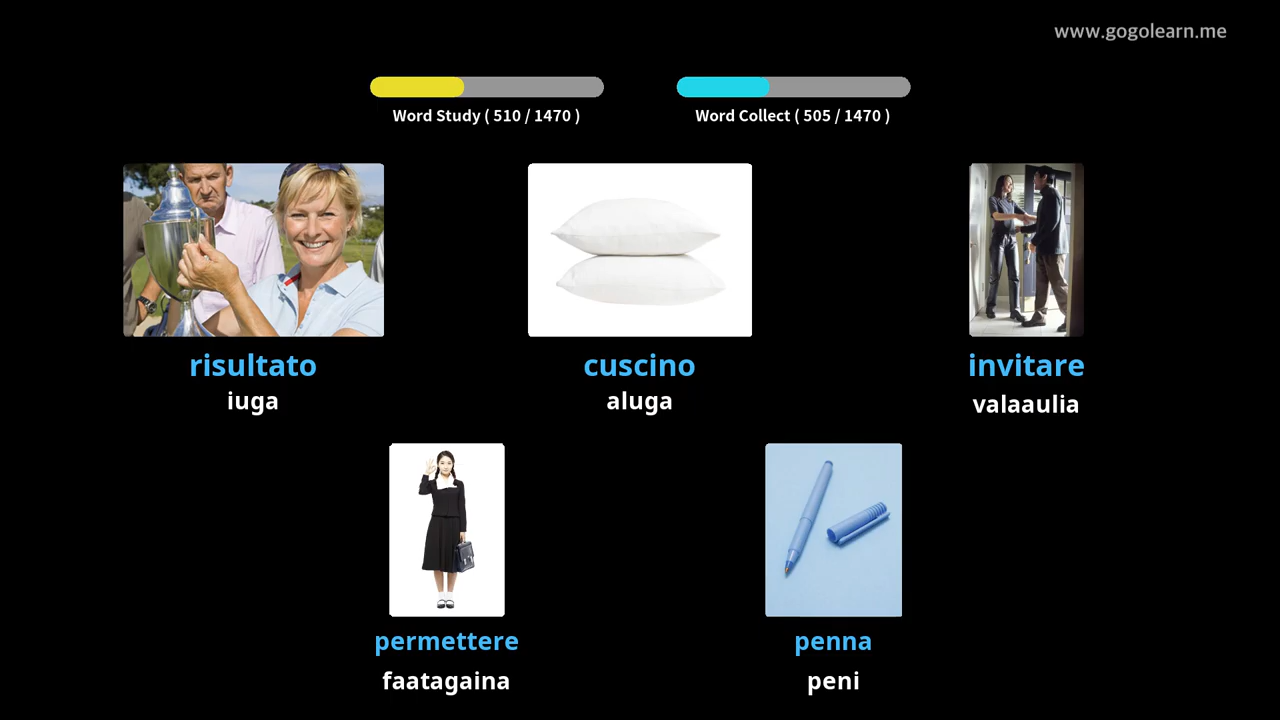 www.gogolearn.me
Word Study ( 510 / 1470 )
Word Collect ( 505 / 1470 )
risultato
iuga
cuscino
aluga
invitare
valaaulia
permettere
faatagaina
penna
peni